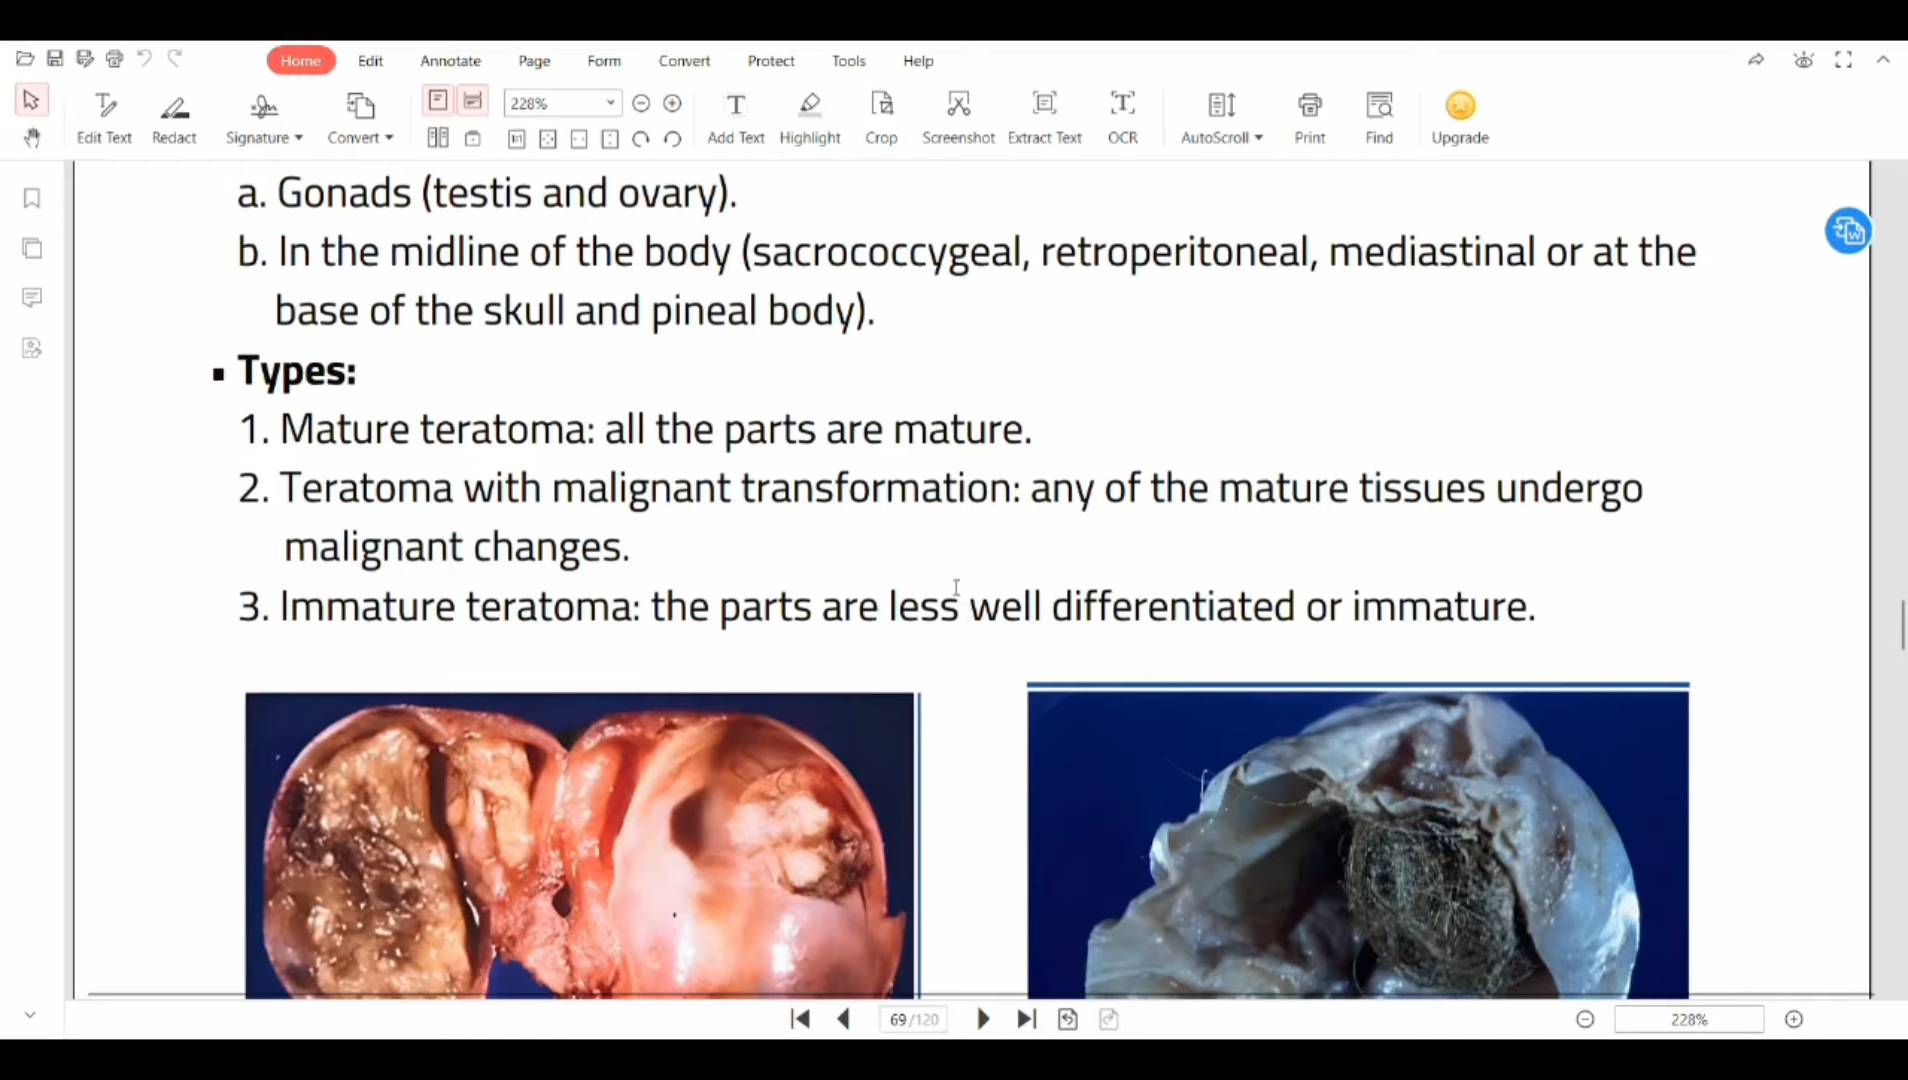 Home Edit Annotate Page Form Convert Protect Tools Help
228%
Edit Text Redact Signature Convert Add Text Highlight Crop Screenshot Extract Text OCR AutoScroll Print Find Upgrade
a. Gonads (testis and ovary).
b. In the midline of the body (sacrococcygeal, retroperitoneal, mediastinal or at the
base of the skull and pineal body).
▪ Types:
1. Mature teratoma: all the parts are mature.
2. Teratoma with malignant transformation: any of the mature tissues undergo
malignant changes.
3. Immature teratoma: the parts are less well differentiated or immature.
69/120
228%